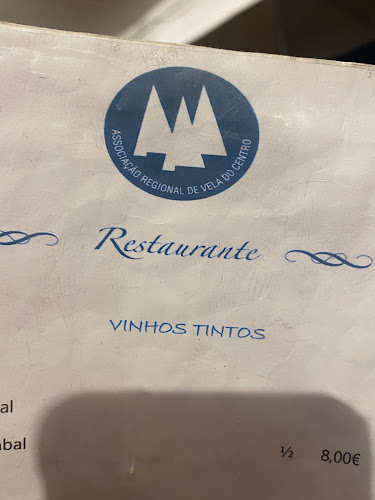 ASSOCIAÇÃO REGIONAL DE VELA DO CENTRO
Restaurante
VINHOS TINTOS
al
bal ½ 8,00€